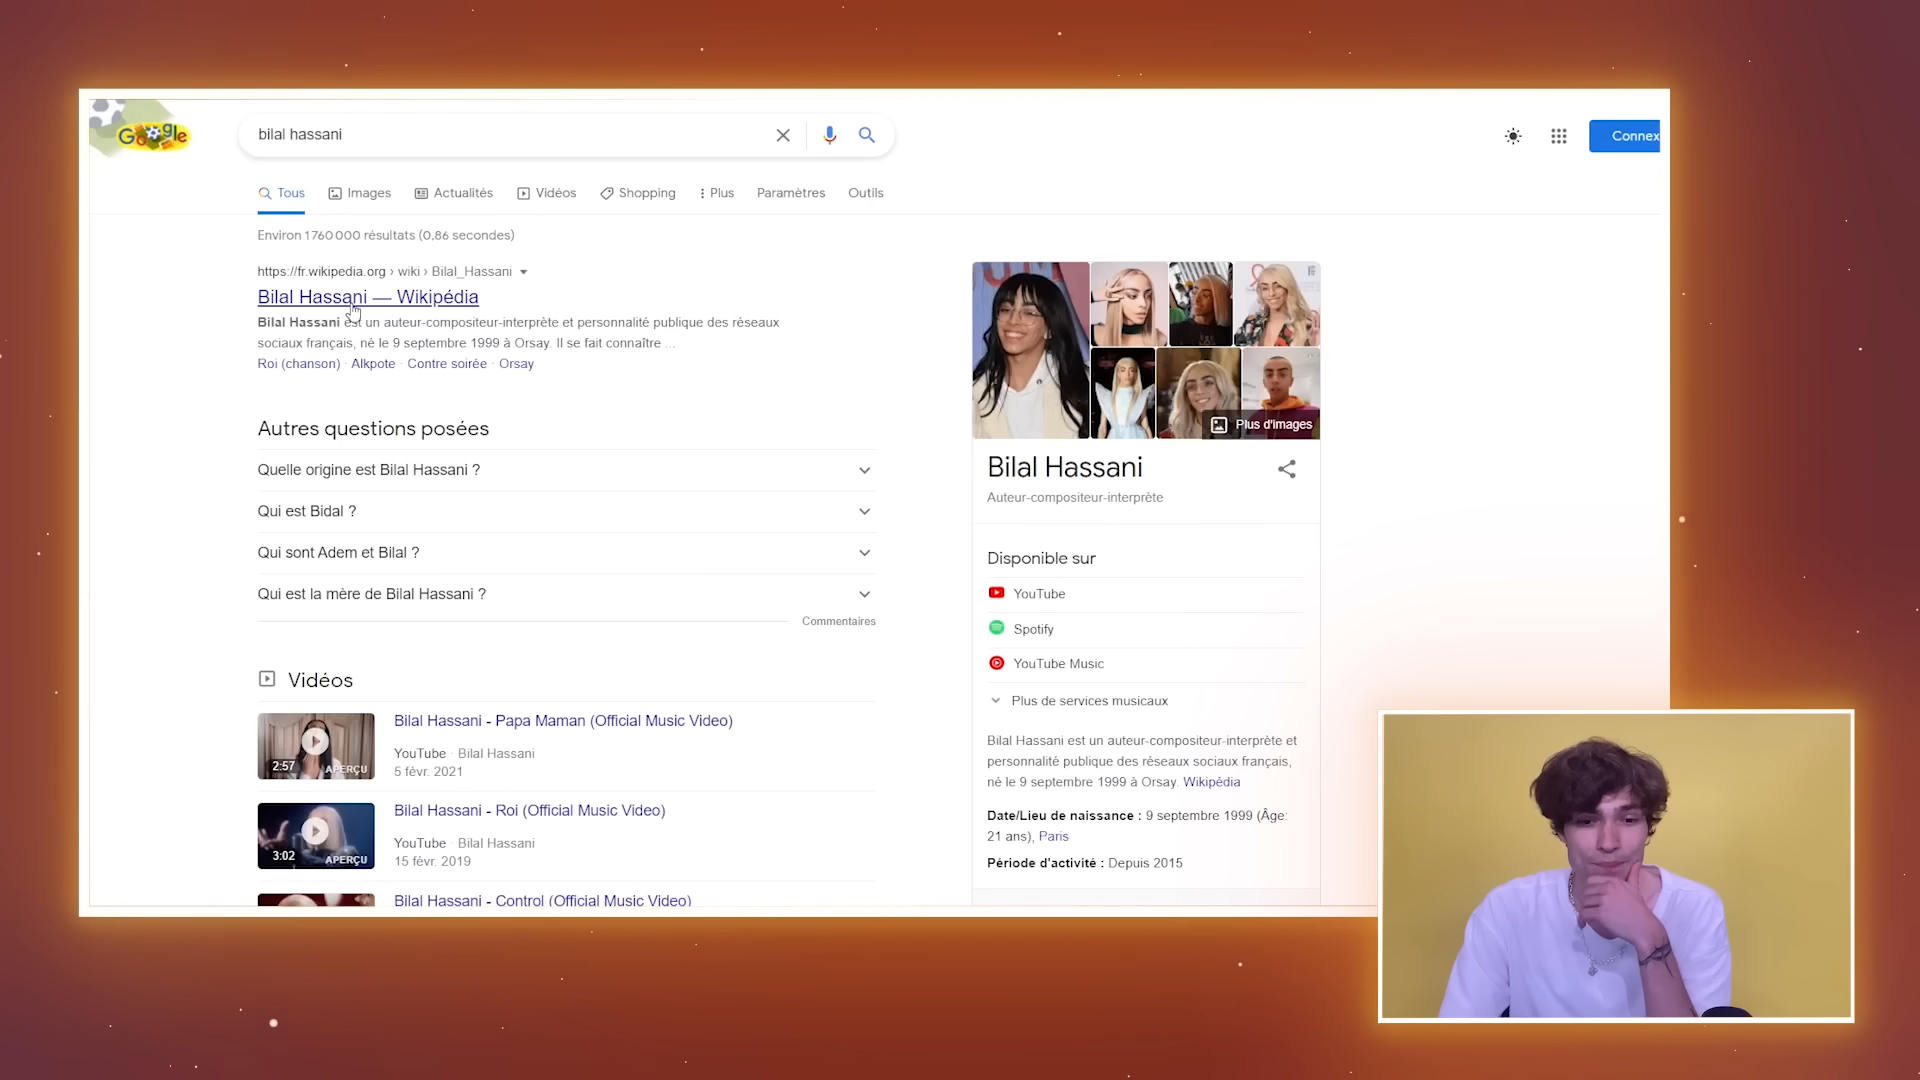 Google
bilal hassani
Connex
Tous
Images
Actualités
Vidéos
Shopping
Plus
Paramètres
Outils
Environ 1 760 000 résultats (0,86 secondes)
https://fr.wikipedia.org › wiki › Bilal_Hassani
Bilal Hassani — Wikipédia
Bilal Hassani est un auteur-compositeur-interprète et personnalité publique des réseaux
sociaux français, né le 9 septembre 1999 à Orsay. Il se fait connaître ...
Roi (chanson) · Alkpote · Contre soirée · Orsay
Autres questions posées
Quelle origine est Bilal Hassani ?
Qui est Bidal ?
Qui sont Adem et Bilal ?
Qui est la mère de Bilal Hassani ?
Commentaires
Vidéos
Bilal Hassani - Papa Maman (Official Music Video)
YouTube · Bilal Hassani
5 févr. 2021
2:57
APERÇU
Bilal Hassani - Roi (Official Music Video)
YouTube · Bilal Hassani
15 févr. 2019
3:02
APERÇU
Bilal Hassani - Control (Official Music Video)
Plus d'images
Bilal Hassani
Auteur-compositeur-interprète
Disponible sur
YouTube
Spotify
YouTube Music
Plus de services musicaux
Bilal Hassani est un auteur-compositeur-interprète et
personnalité publique des réseaux sociaux français,
né le 9 septembre 1999 à Orsay. Wikipédia
Date/Lieu de naissance : 9 septembre 1999 (Âge:
21 ans), Paris
Période d'activité : Depuis 2015